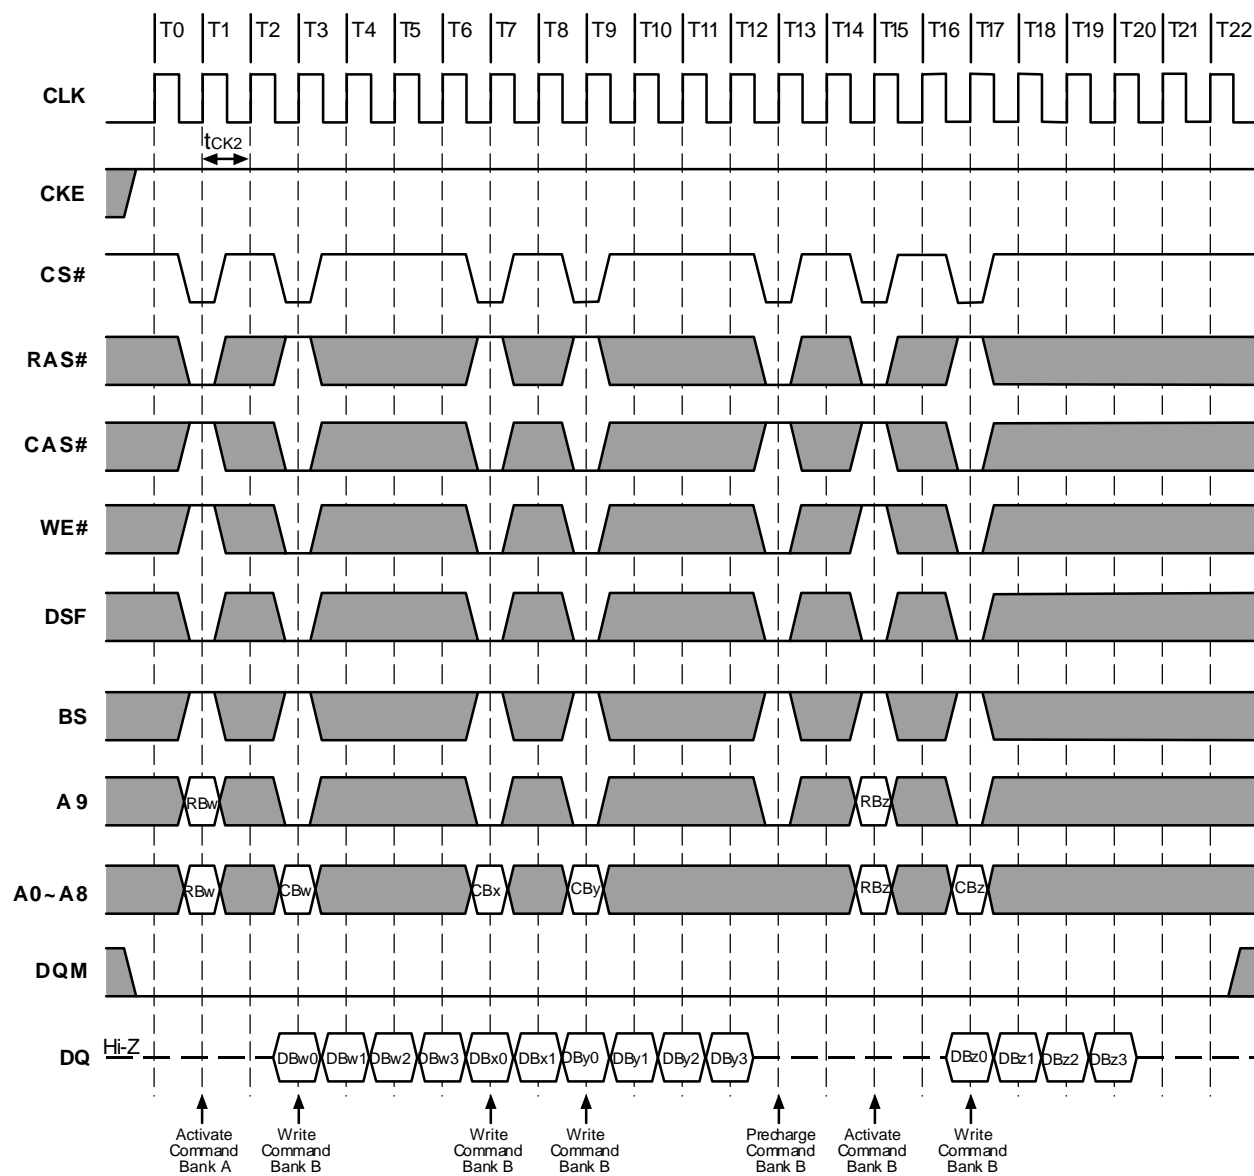 T0 T1 T2 T3 T4 T5 T6 T7 T8 T9 T10 T11 T12 T13 T14 T15 T16 T17 T18 T19 T20 T21 T22
CLK
tCK2
CKE
CS#
RAS#
CAS#
WE#
DSF
BS
A9 RBw RBz
A0~A8 RBw CBw CBx CBy RBz CBz
DQM
DQ Hi-Z DBw0 DBw1 DBw2 DBw3 DBx0 DBx1 DBy0 DBy1 DBy2 DBy3 DBz0 DBz1 DBz2 DBz3
Activate Write Write Write Precharge Activate Write
Command Command Command Command Command Command Command
Bank A Bank B Bank B Bank B Bank B Bank B Bank B